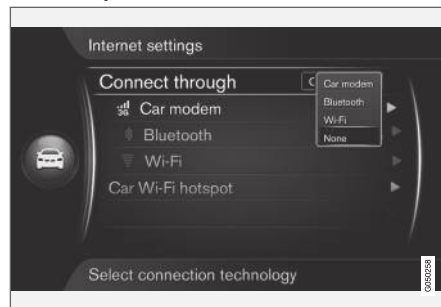 Internet settings
Connect through
Car modem
Bluetooth
Wi-Fi
None
3G Car modem
Bluetooth
Wi-Fi
Car Wi-Fi hotspot
Select connection technology
G050258